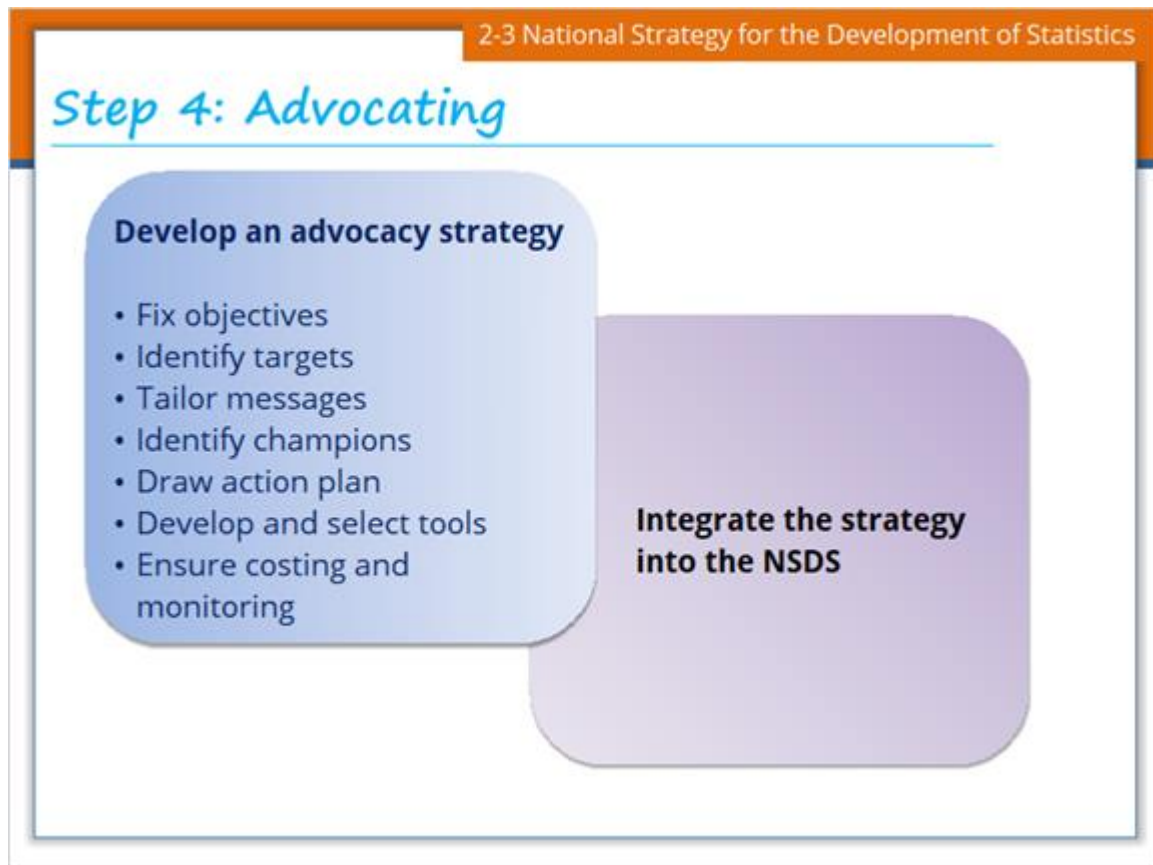 2-3 National Strategy for the Development of Statistics
Step 4: Advocating
Develop an advocacy strategy
• Fix objectives
• Identify targets
• Tailor messages
• Identify champions
• Draw action plan
• Develop and select tools
• Ensure costing and
monitoring
Integrate the strategy
into the NSDS